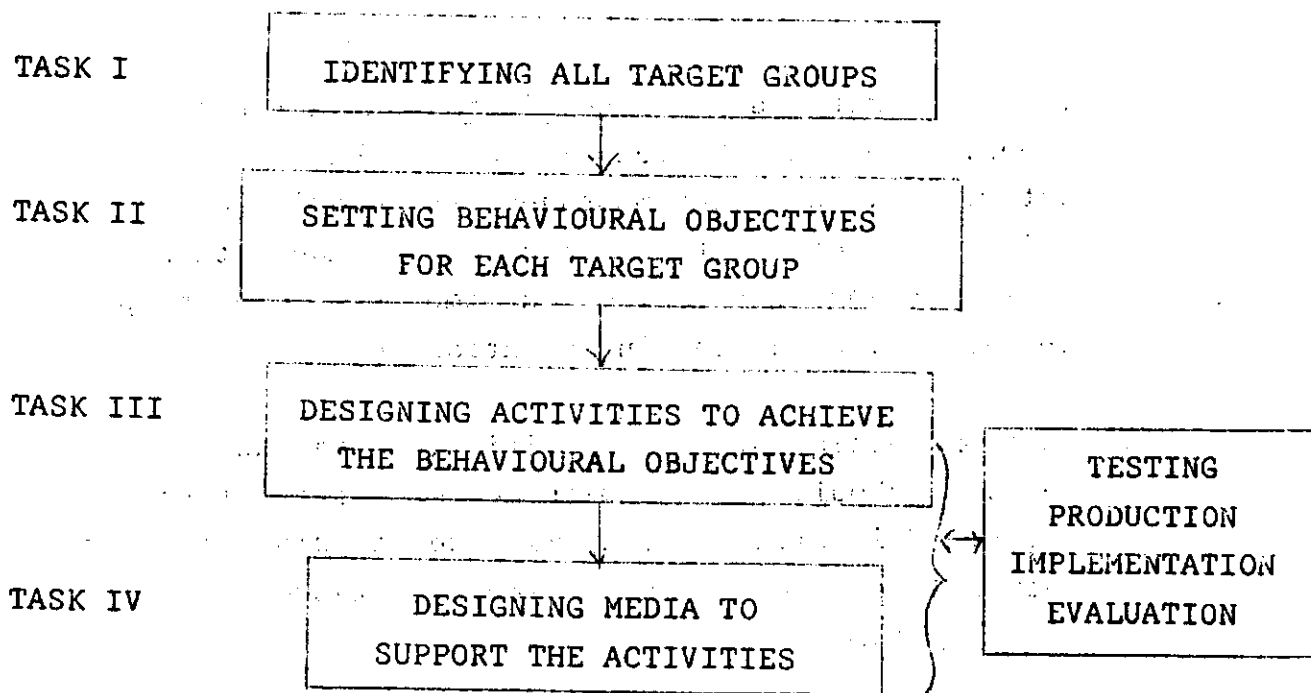 TASK I
IDENTIFYING ALL TARGET GROUPS
TASK II
SETTING BEHAVIOURAL OBJECTIVES
FOR EACH TARGET GROUP
TASK III
DESIGNING ACTIVITIES TO ACHIEVE
THE BEHAVIOURAL OBJECTIVES
TASK IV
DESIGNING MEDIA TO
SUPPORT THE ACTIVITIES
TESTING
PRODUCTION
IMPLEMENTATION
EVALUATION